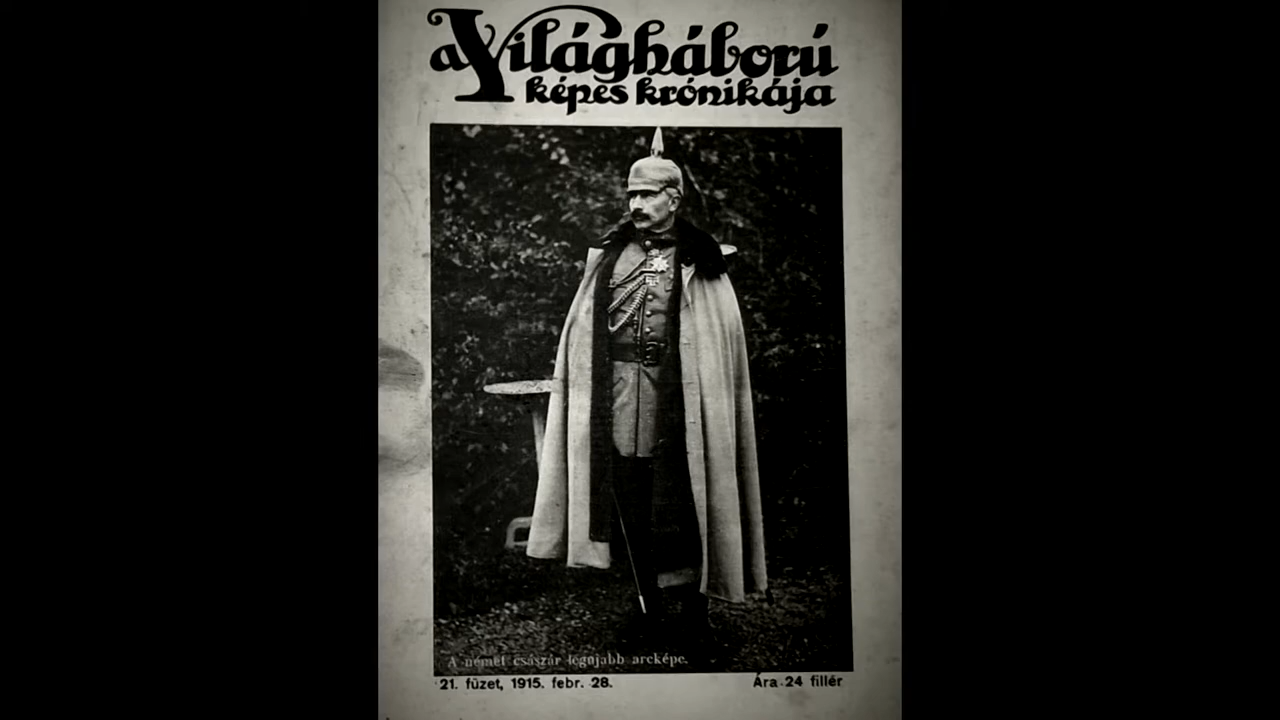 a Világháború
képes krónikája
A német császár legujabb arcképe.
21. füzet, 1915. febr. 28.
Ára 24 fillér